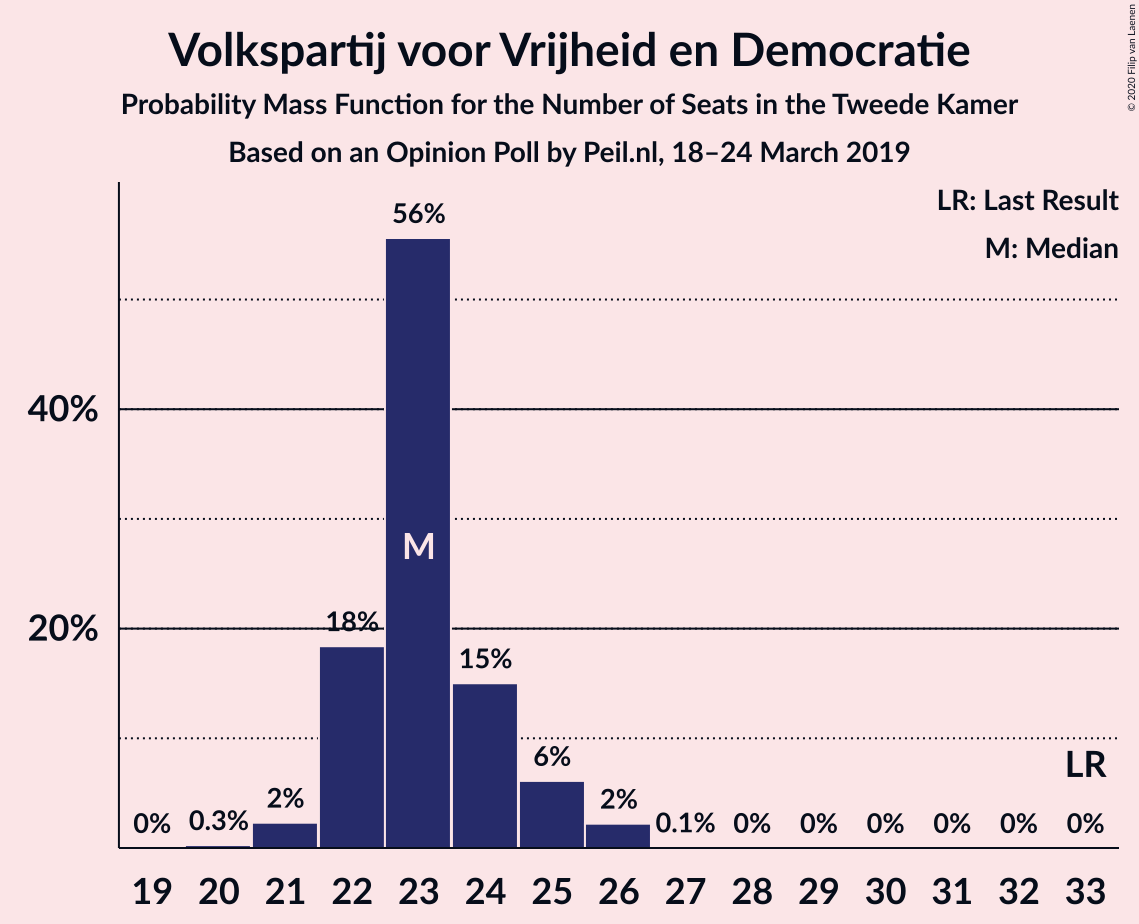 Volkspartij voor Vrijheid en Democratie
Probability Mass Function for the Number of Seats in the Tweede Kamer
Based on an Opinion Poll by Peil.nl, 18–24 March 2019
© 2020 Filip van Laenen
LR: Last Result
M: Median
56%
40%
M
20%
18%
15%
6%
LR
0%
0.3%
2%
2%
0.1%
0%
0%
0%
0%
0%
0%
19 20 21 22 23 24 25 26 27 28 29 30 31 32 33